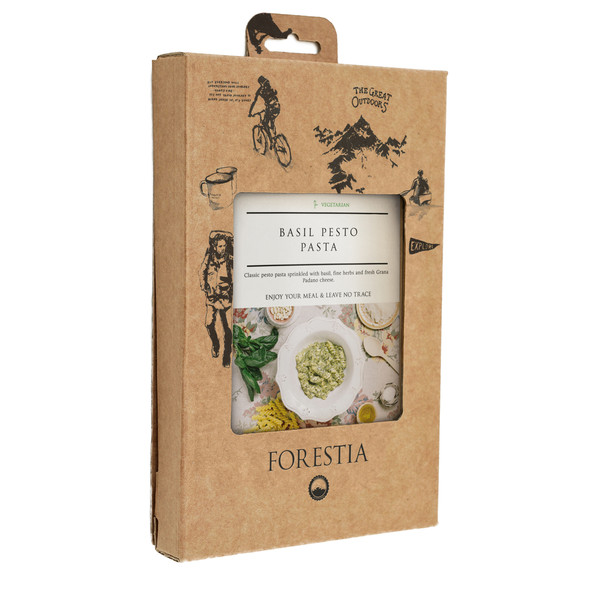 THE GREAT
OUTDOORS
VEGETARIAN
BASIL PESTO
PASTA
Classic pesto pasta sprinkled with basil, fine herbs and fresh Grana
Padano cheese.
ENJOY YOUR MEAL & LEAVE NO TRACE
EXPLORE
FORESTIA